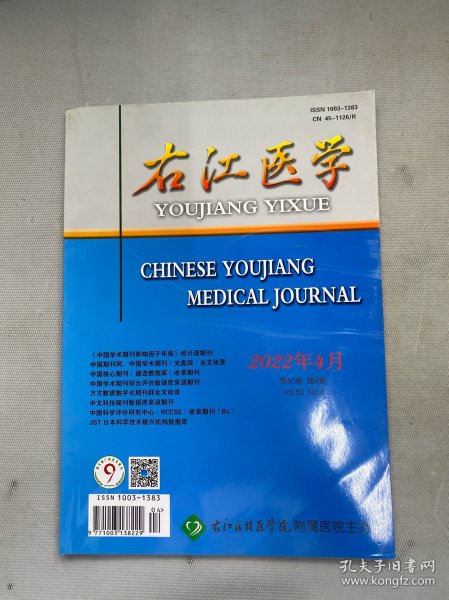 ISSN 1003-1383
CN 45-1126/R
右江医学
YOUJIANG YIXUE
CHINESE YOUJIANG
MEDICAL JOURNAL
《中国学术期刊影响因子年报》统计源期刊
中国期刊网、中国学术期刊(光盘版)全文收录
中国核心期刊(遴选数据库)收录期刊
中国学术期刊综合评价数据库来源期刊
万方数据数字化期刊群全文收录
中文科技期刊数据库来源期刊
中国科学评价研究中心(RCCSE)收录期刊(B+)
JST 日本科学技术振兴机构数据库
2022年4月
第50卷 第4期
Vol.50 No.4
9
ISSN 1003-1383
04>
9 771003 138229
右江民族医学院 附属医院主办
孔夫子旧书网
www.kongfz.com